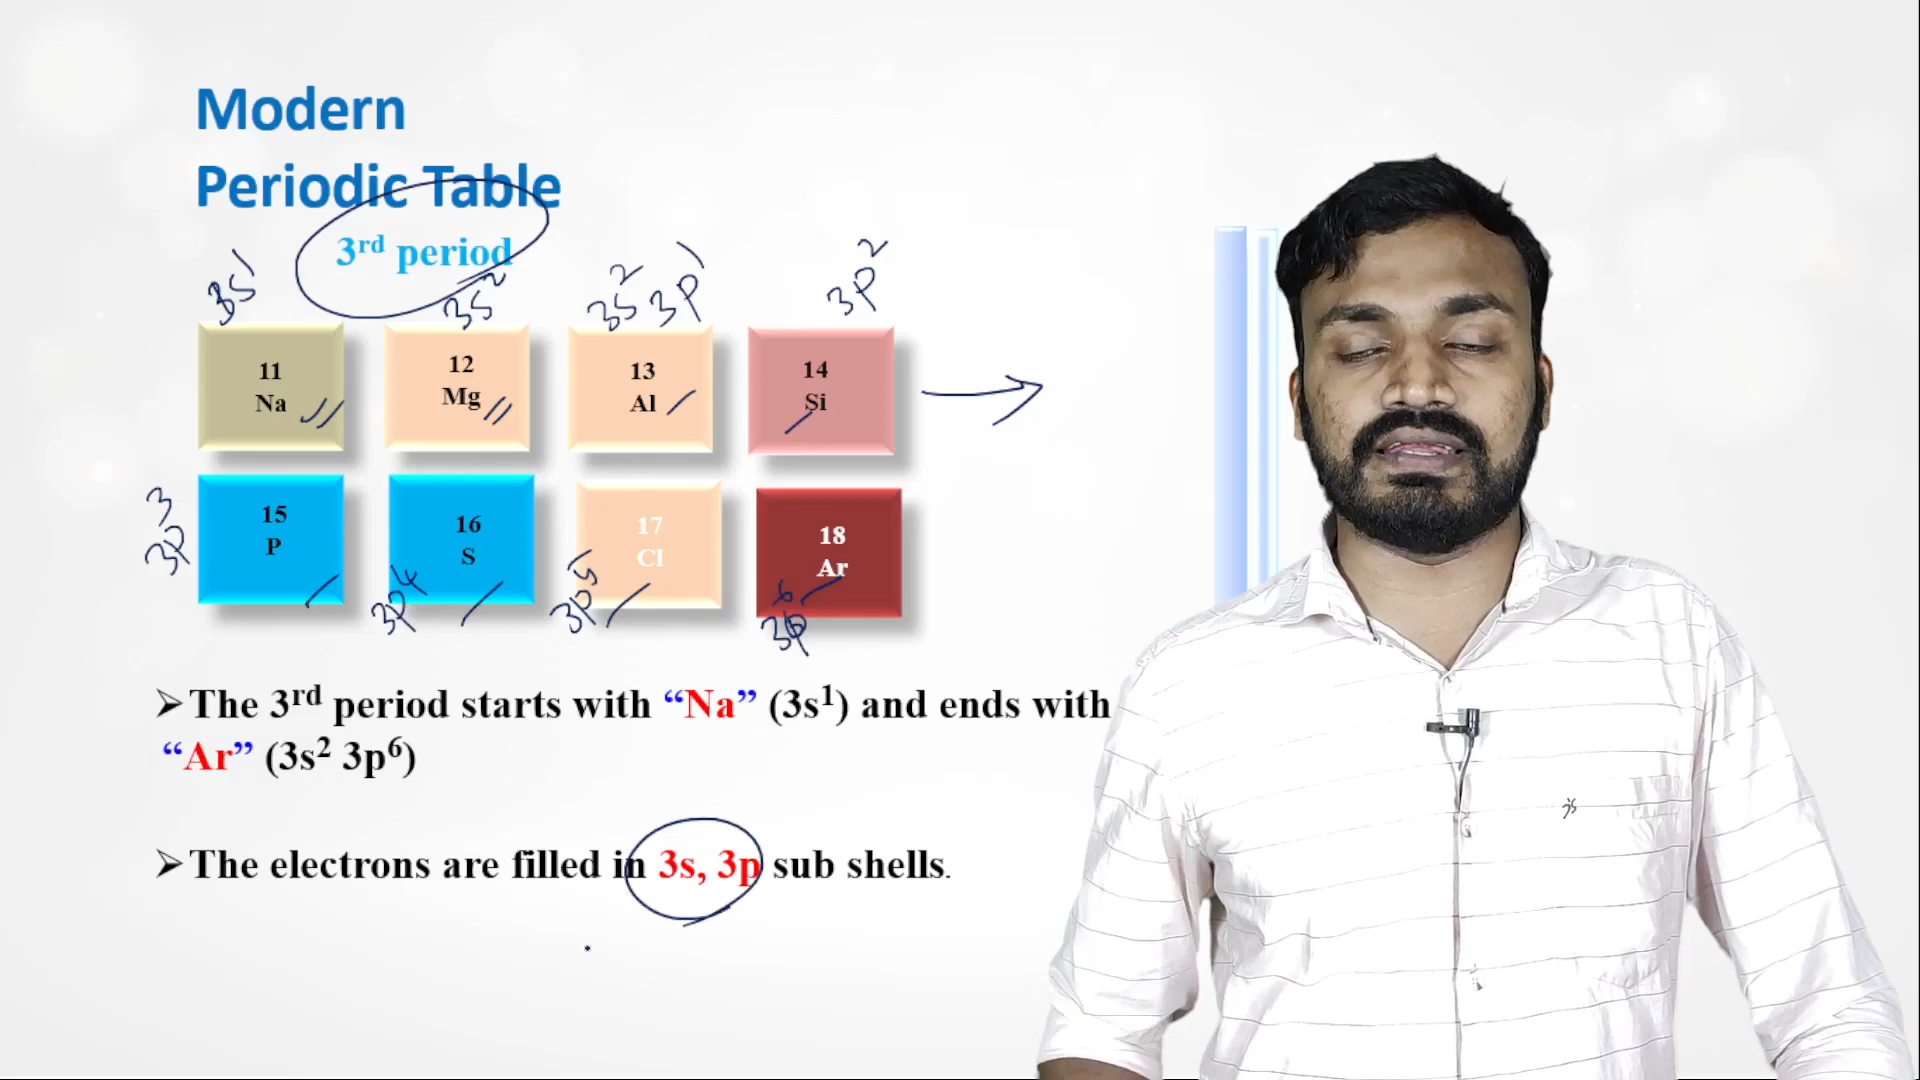 Modern
Periodic Table
3rd period
3s1 3s2 3s2 3p1 3p2
11 12 13 14
Na Mg Al Si
3p3
15 16 17 18
P S Cl Ar
3p4 3p5 3p6
➢The 3rd period starts with “Na” (3s1) and ends with
“Ar” (3s2 3p6)
➢The electrons are filled in 3s, 3p sub shells.